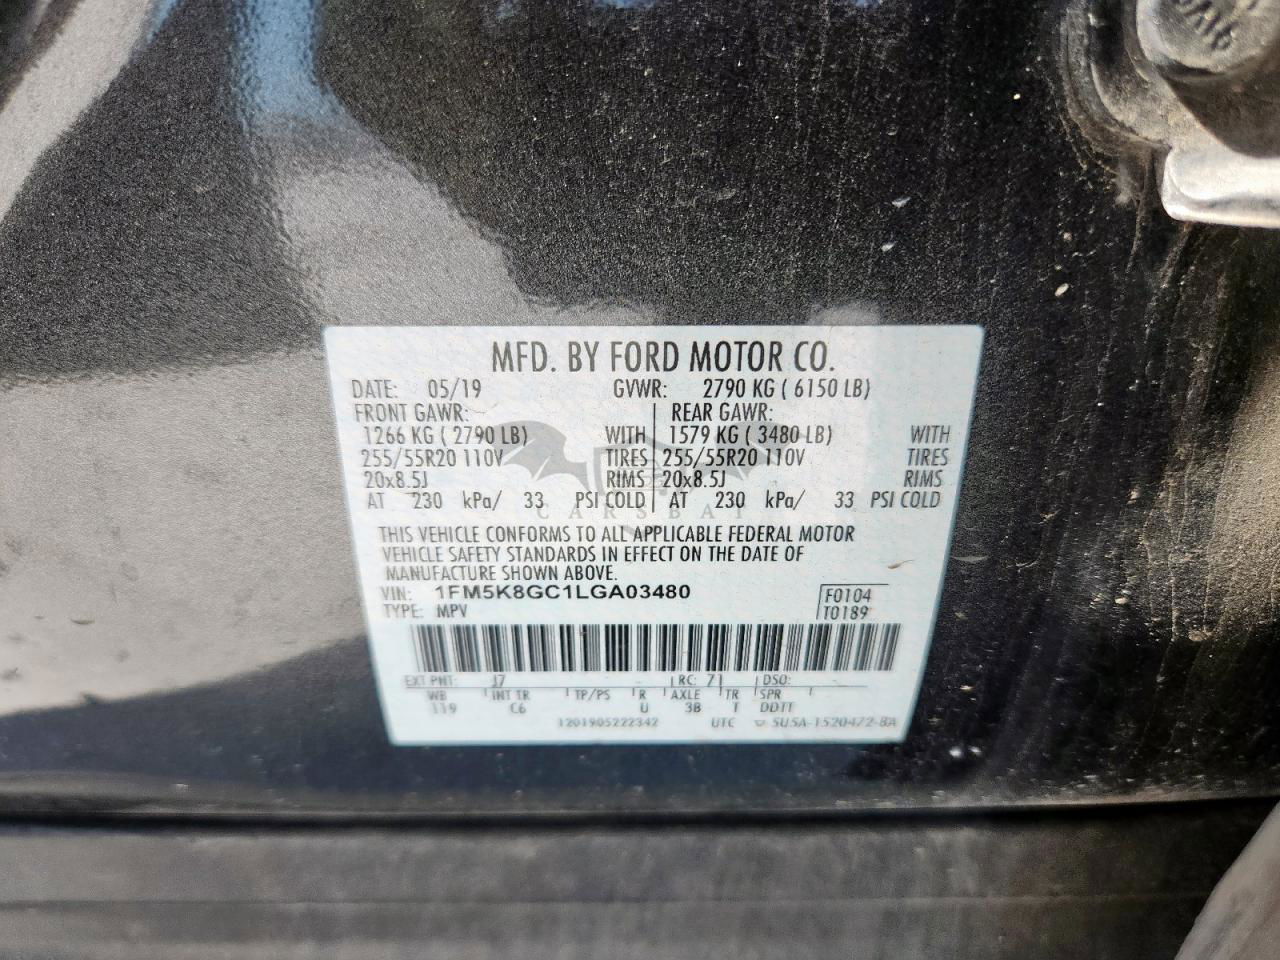 MFD. BY FORD MOTOR CO.
DATE: 05/19 GVWR: 2790 KG ( 6150 LB)
FRONT GAWR: REAR GAWR:
1266 KG ( 2790 LB) WITH 1579 KG ( 3480 LB) WITH
255/55R20 110V TIRES 255/55R20 110V TIRES
20x8.5J RIMS 20x8.5J RIMS
AT 230 kPa/ 33 PSI COLD AT 230 kPa/ 33 PSI COLD
CARSBAT
THIS VEHICLE CONFORMS TO ALL APPLICABLE FEDERAL MOTOR
VEHICLE SAFETY STANDARDS IN EFFECT ON THE DATE OF
MANUFACTURE SHOWN ABOVE.
VIN: 1FM5K8GC1LGA03480 F0104
TYPE: MPV T0189
EXT PNT: J7 RC: 71 DSO:
WB INT TR TP/PS R AXLE TR SPR
119 C6 U 3B T DDTT
1201905222342 UTC SU5A-1520472-BA